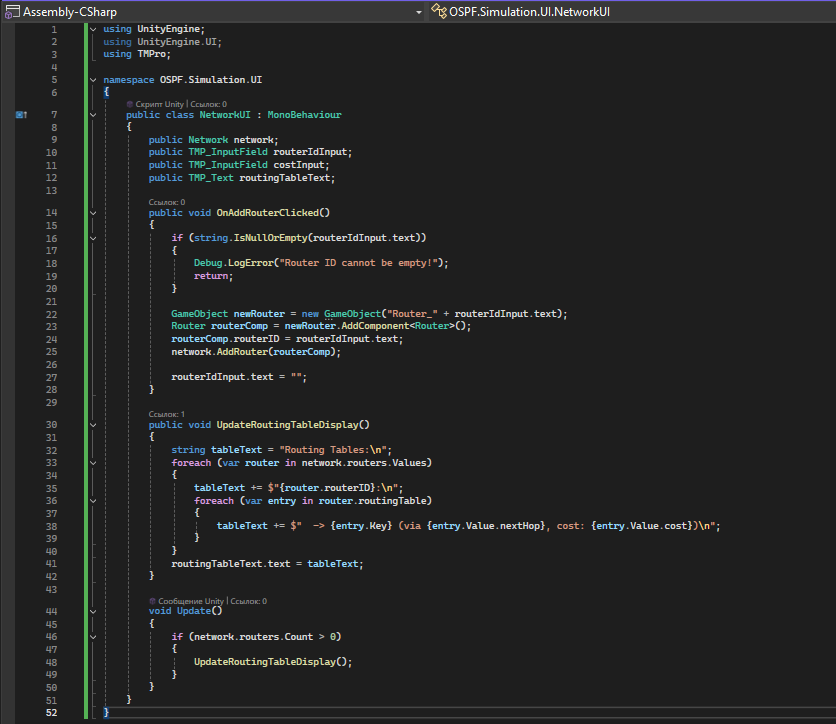 Assembly-CSharp OSPF.Simulation.UI.NetworkUI
1 using UnityEngine;
2 using UnityEngine.UI;
3 using TMPro;
4
5 namespace OSPF.Simulation.UI
6 {
Скрипт Unity | Ссылок: 0
7 public class NetworkUI : MonoBehaviour
8 {
9 public Network network;
10 public TMP_InputField routerIdInput;
11 public TMP_InputField costInput;
12 public TMP_Text routingTableText;
13
Ссылок: 0
14 public void OnAddRouterClicked()
15 {
16 if (string.IsNullOrEmpty(routerIdInput.text))
17 {
18 Debug.LogError("Router ID cannot be empty!");
19 return;
20 }
21
22 GameObject newRouter = new GameObject("Router_" + routerIdInput.text);
23 Router routerComp = newRouter.AddComponent<Router>();
24 routerComp.routerID = routerIdInput.text;
25 network.AddRouter(routerComp);
26
27 routerIdInput.text = "";
28 }
29
Ссылок: 1
30 public void UpdateRoutingTableDisplay()
31 {
32 string tableText = "Routing Tables:\n";
33 foreach (var router in network.routers.Values)
34 {
35 tableText += $"{router.routerID}:\n";
36 foreach (var entry in router.routingTable)
37 {
38 tableText += $"  -> {entry.Key} (via {entry.Value.nextHop}, cost: {entry.Value.cost})\n";
39 }
40 }
41 routingTableText.text = tableText;
42 }
43
Сообщение Unity | Ссылок: 0
44 void Update()
45 {
46 if (network.routers.Count > 0)
47 {
48 UpdateRoutingTableDisplay();
49 }
50 }
51 }
52 }